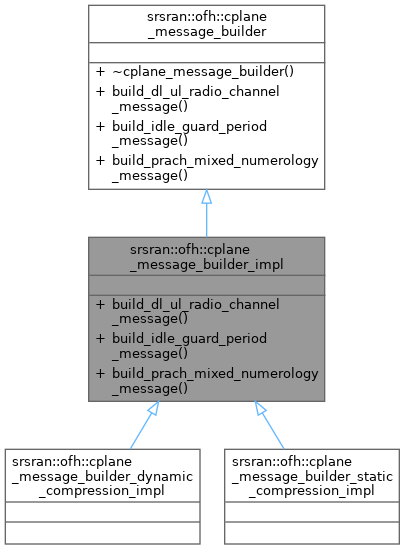 srsran::ofh::cplane
_message_builder
+ ~cplane_message_builder()
+ build_dl_ul_radio_channel
_message()
+ build_idle_guard_period
_message()
+ build_prach_mixed_numerology
_message()
srsran::ofh::cplane
_message_builder_impl
+ build_dl_ul_radio_channel
_message()
+ build_idle_guard_period
_message()
+ build_prach_mixed_numerology
_message()
srsran::ofh::cplane
_message_builder_dynamic
_compression_impl
srsran::ofh::cplane
_message_builder_static
_compression_impl